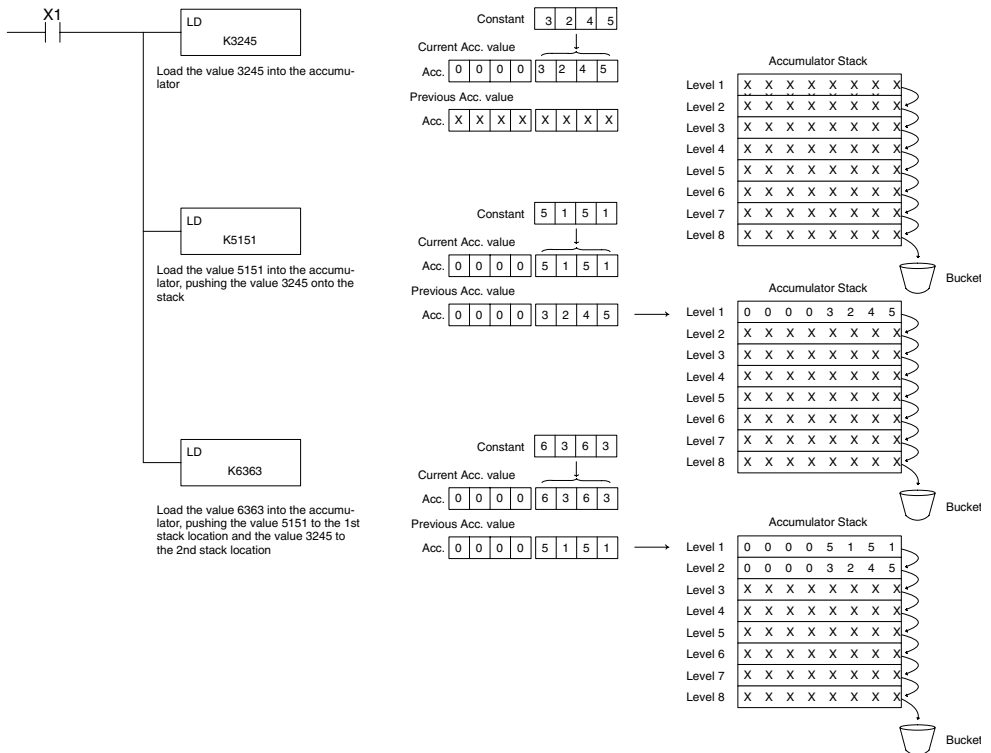 X1
LD
K3245
Load the value 3245 into the accumu-
lator
Constant 3 2 4 5
Current Acc. value
Acc. 0 0 0 0 3 2 4 5
Previous Acc. value
Acc. X X X X X X X X
Accumulator Stack
Level 1 X X X X X X X X
Level 2 X X X X X X X X
Level 3 X X X X X X X X
Level 4 X X X X X X X X
Level 5 X X X X X X X X
Level 6 X X X X X X X X
Level 7 X X X X X X X X
Level 8 X X X X X X X X
Bucket
LD
K5151
Load the value 5151 into the accumu-
lator, pushing the value 3245 onto the
stack
Constant 5 1 5 1
Current Acc. value
Acc. 0 0 0 0 5 1 5 1
Previous Acc. value
Acc. 0 0 0 0 3 2 4 5
Accumulator Stack
Level 1 0 0 0 0 3 2 4 5
Level 2 X X X X X X X X
Level 3 X X X X X X X X
Level 4 X X X X X X X X
Level 5 X X X X X X X X
Level 6 X X X X X X X X
Level 7 X X X X X X X X
Level 8 X X X X X X X X
Bucket
LD
K6363
Load the value 6363 into the accumu-
lator, pushing the value 5151 to the 1st
stack location and the value 3245 to
the 2nd stack location
Constant 6 3 6 3
Current Acc. value
Acc. 0 0 0 0 6 3 6 3
Previous Acc. value
Acc. 0 0 0 0 5 1 5 1
Accumulator Stack
Level 1 0 0 0 0 5 1 5 1
Level 2 0 0 0 0 3 2 4 5
Level 3 X X X X X X X X
Level 4 X X X X X X X X
Level 5 X X X X X X X X
Level 6 X X X X X X X X
Level 7 X X X X X X X X
Level 8 X X X X X X X X
Bucket